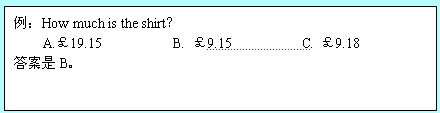 例：How much is the shirt?
A.￡19.15 B. ￡9.15 C. ￡9.18
答案是 B。